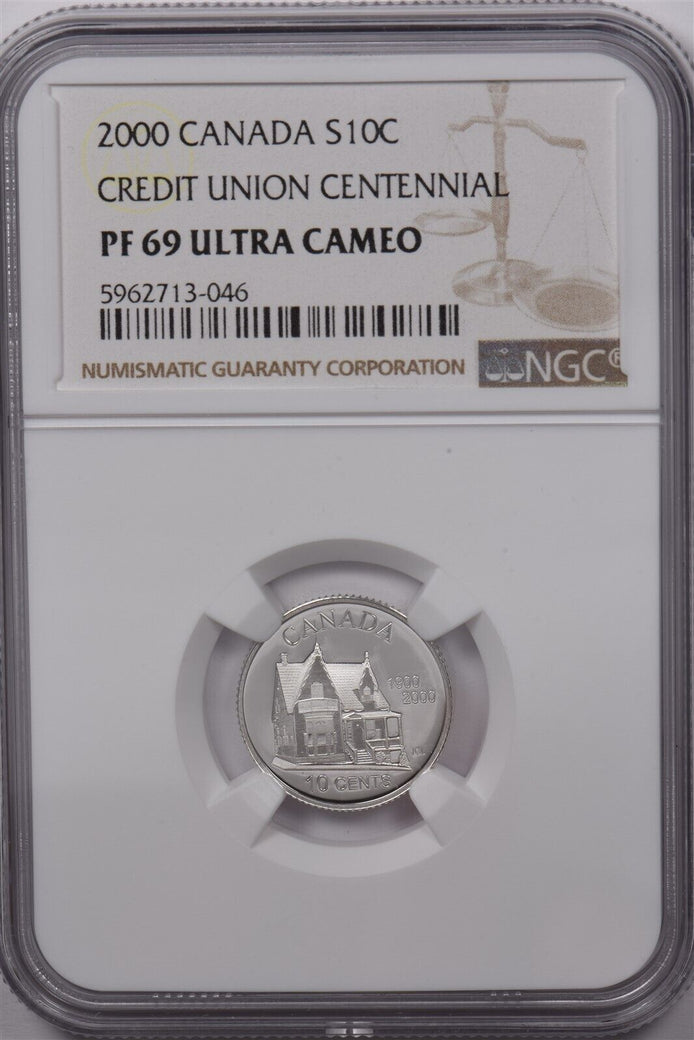 2000 CANADA S10C
CREDIT UNION CENTENNIAL
PF 69 ULTRA CAMEO
5962713-046
NUMISMATIC GUARANTY CORPORATION
NGC®
CANADA
1900
2000
10 CENTS